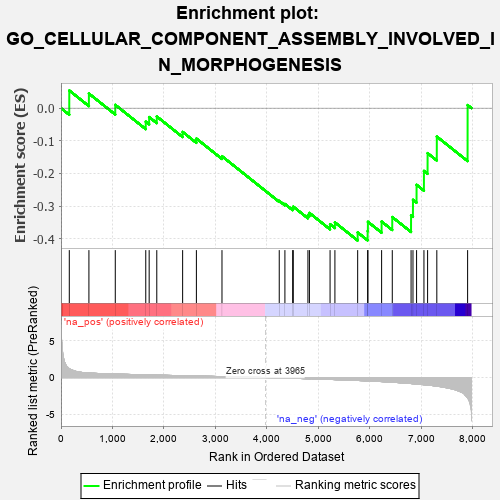 Enrichment plot:
GO_CELLULAR_COMPONENT_ASSEMBLY_INVOLVED_I
N_MORPHOGENESIS
Enrichment score (ES)
0.0
-0.1
-0.2
-0.3
-0.4
'na_pos' (positively correlated)
Ranked list metric (PreRanked)
5
0
-5
Zero cross at 3965
'na_neg' (negatively correlated)
0
1,000
2,000
3,000
4,000
5,000
6,000
7,000
8,000
Rank in Ordered Dataset
Enrichment profile
Hits
Ranking metric scores